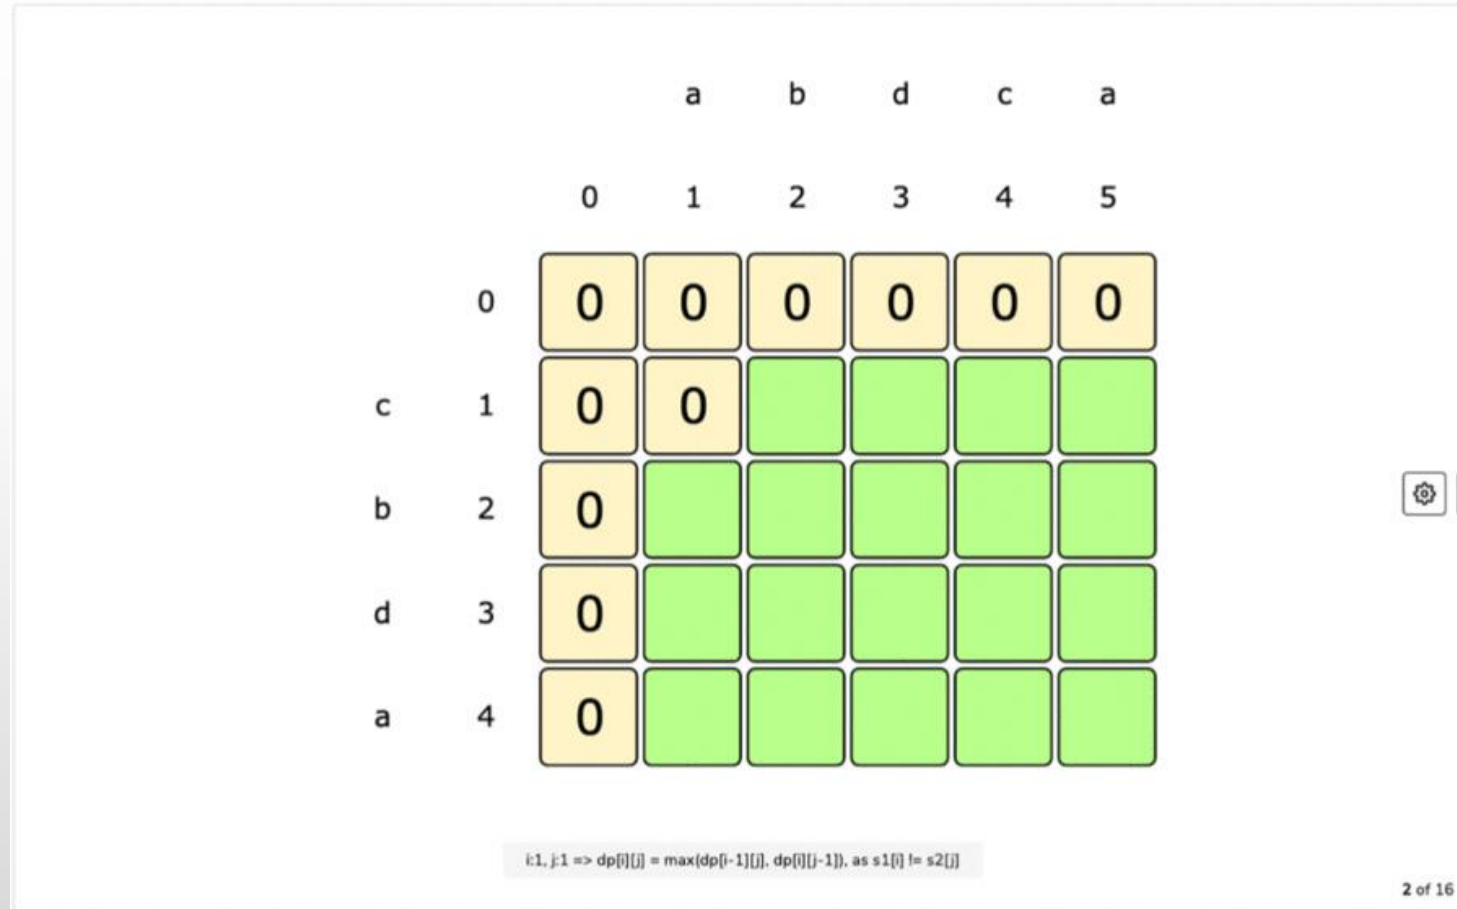 a b d c a
0 1 2 3 4 5
0 0 0 0 0 0 0
c 1 0 0
b 2 0
d 3 0
a 4 0
i:1, j:1 => dp[i][j] = max(dp[i-1][j], dp[i][j-1]), as s1[i] != s2[j]
2 of 16